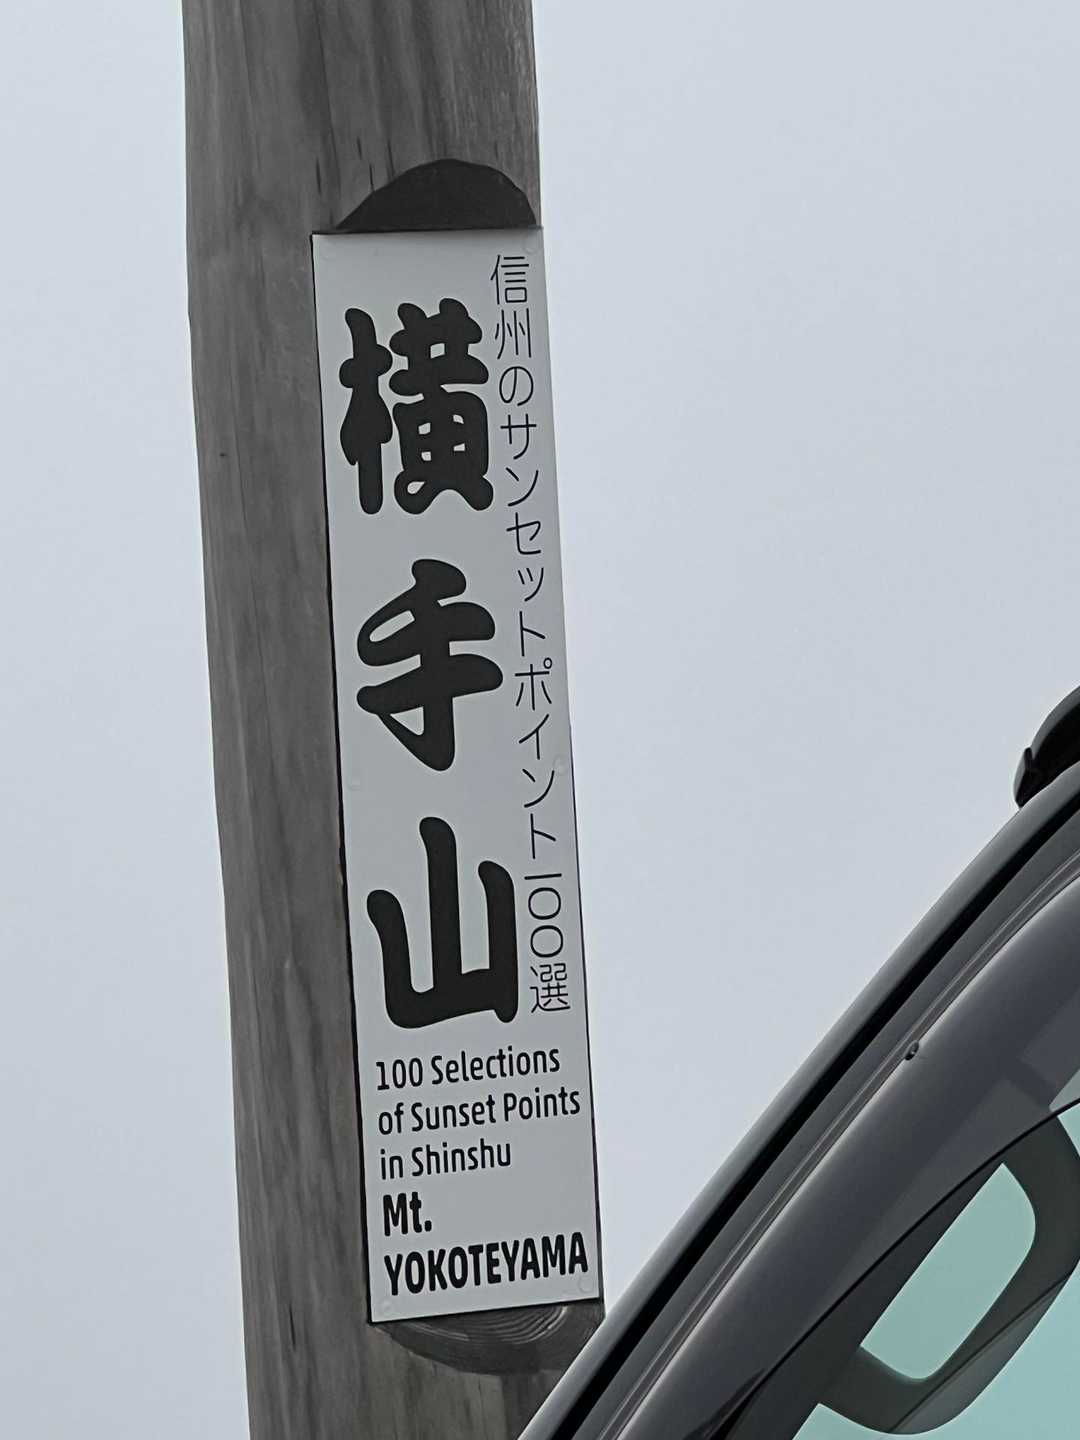 信州のサンセットポイント一〇〇選
横手山
100 Selections
of Sunset Points
in Shinshu
Mt.
YOKOTEYAMA